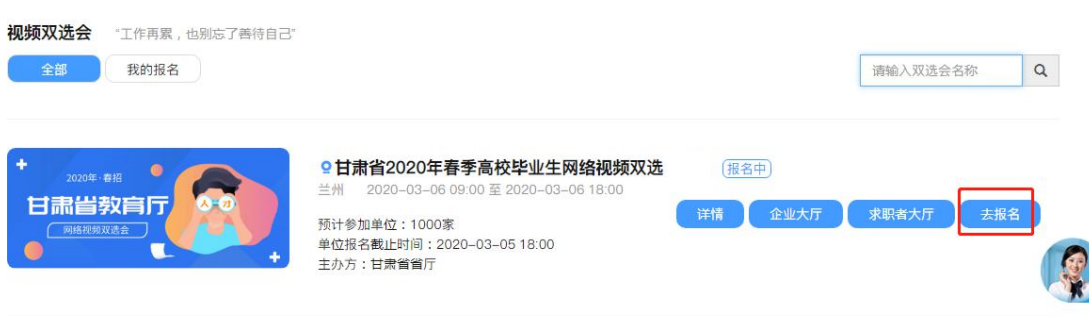 视频双选会 “工作再累，也别忘了善待自己”
全部 我的报名 请输入双选会名称
2020年·春招
甘肃省教育厅
网络视频双选会
人 才
甘肃省2020年春季高校毕业生网络视频双选 报名中
兰州 2020-03-06 09:00 至 2020-03-06 18:00
详情 企业大厅 求职者大厅 去报名
预计参加单位：1000家
单位报名截止时间：2020-03-05 18:00
主办方：甘肃省省厅